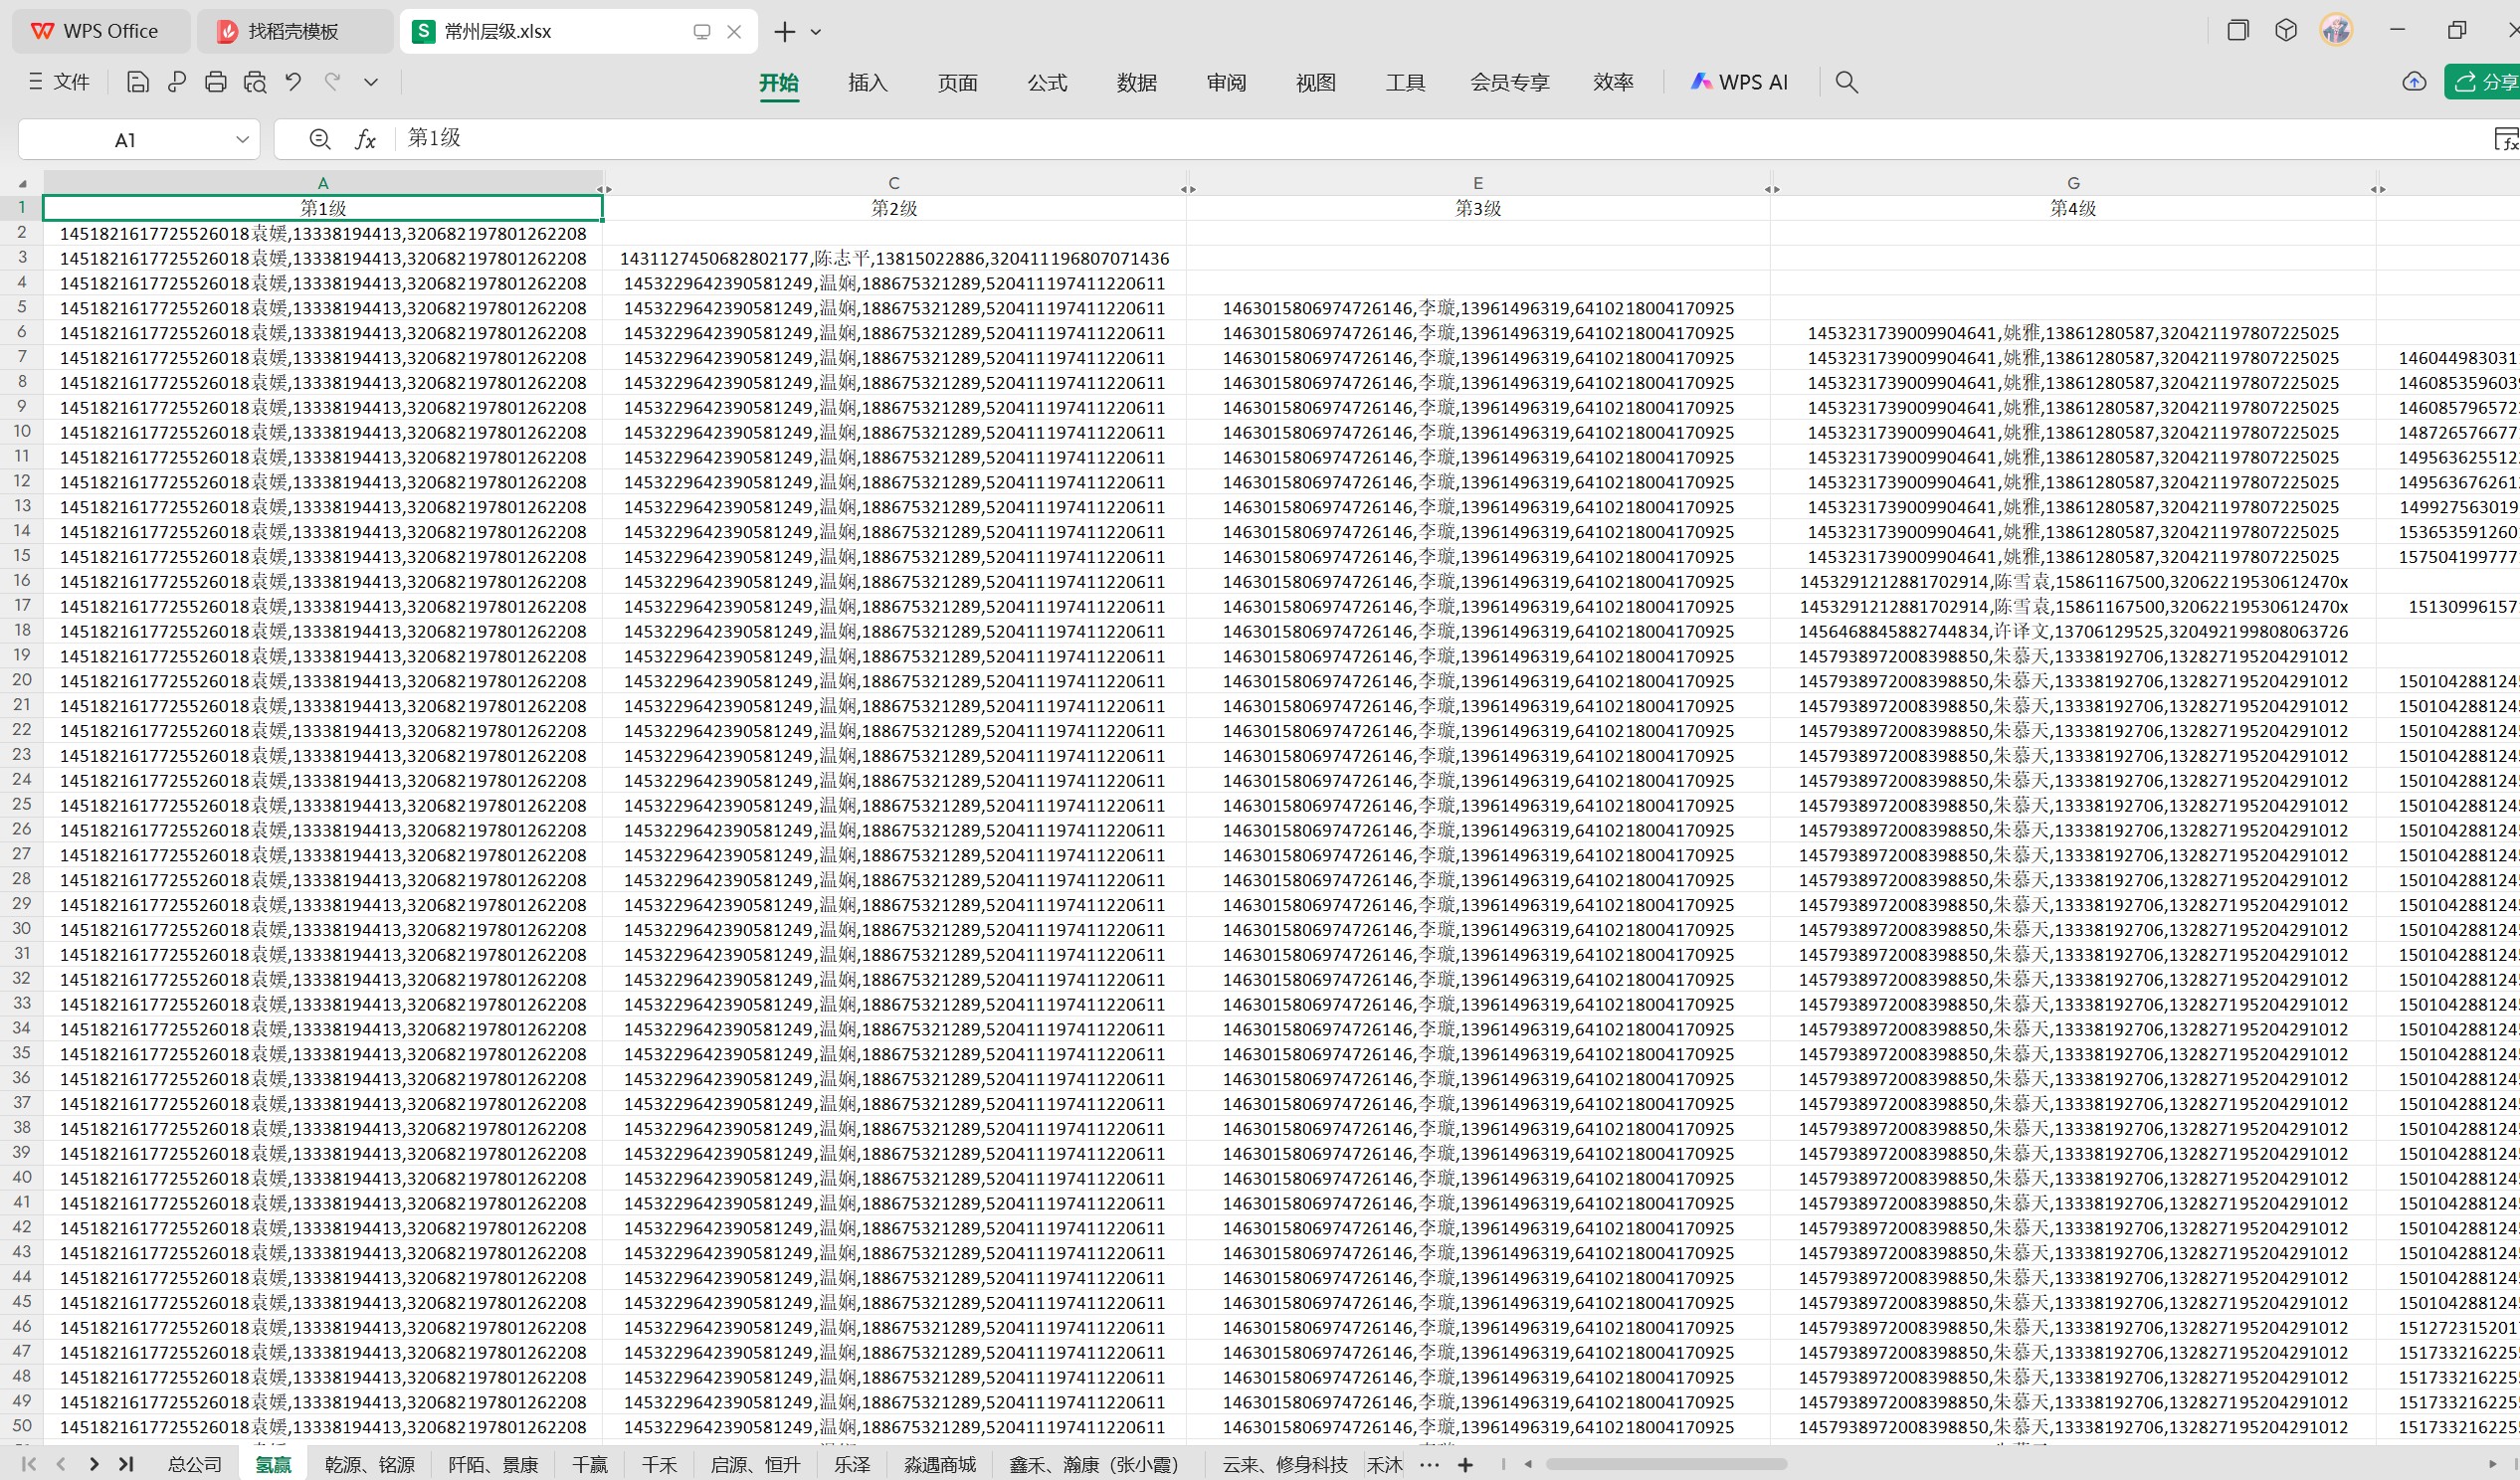 WPS Office 找稻壳模板 S 常州层级.xlsx
文件 开始 插入 页面 公式 数据 审阅 视图 工具 会员专享 效率 WPS AI 分享
A1 fx 第1级
A C E G
1 第1级 第2级 第3级 第4级
2 1451821617725526018袁媛,13338194413,320682197801262208
3 1451821617725526018袁媛,13338194413,320682197801262208 1431127450682802177,陈志平,13815022886,320411196807071436
4 1451821617725526018袁媛,13338194413,320682197801262208 1453229642390581249,温娴,188675321289,520411197411220611
5 1451821617725526018袁媛,13338194413,320682197801262208 1453229642390581249,温娴,188675321289,520411197411220611 1463015806974726146,李璇,13961496319,64102180041​70925
6 1451821617725526018袁媛,13338194413,320682197801262208 1453229642390581249,温娴,188675321289,520411197411220611 1463015806974726146,李璇,13961496319,6410218004170925 1453231739009904641,姚雅,13861280587,320421197807225025
7 1451821617725526018袁媛,13338194413,320682197801262208 1453229642390581249,温娴,188675321289,520411197411220611 1463015806974726146,李璇,13961496319,6410218004170925 1453231739009904641,姚雅,13861280587,320421197807225025 146044983031
8 1451821617725526018袁媛,13338194413,320682197801262208 1453229642390581249,温娴,188675321289,520411197411220611 1463015806974726146,李璇,13961496319,6410218004170925 1453231739009904641,姚雅,13861280587,320421197807225025 146085359603
9 1451821617725526018袁媛,13338194413,320682197801262208 1453229642390581249,温娴,188675321289,520411197411220611 1463015806974726146,李璇,13961496319,6410218004170925 1453231739009904641,姚雅,13861280587,320421197807225025 146085796572
10 1451821617725526018袁媛,13338194413,320682197801262208 1453229642390581249,温娴,188675321289,520411197411220611 1463015806974726146,李璇,13961496319,6410218004170925 1453231739009904641,姚雅,13861280587,320421197807225025 148726576677
11 1451821617725526018袁媛,13338194413,320682197801262208 1453229642390581249,温娴,188675321289,520411197411220611 1463015806974726146,李璇,13961496319,6410218004170925 1453231739009904641,姚雅,13861280587,320421197807225025 149563625512
12 1451821617725526018袁媛,13338194413,320682197801262208 1453229642390581249,温娴,188675321289,520411197411220611 1463015806974726146,李璇,13961496319,6410218004170925 1453231739009904641,姚雅,13861280587,320421197807225025 149563676261
13 1451821617725526018袁媛,13338194413,320682197801262208 1453229642390581249,温娴,188675321289,520411197411220611 1463015806974726146,李璇,13961496319,6410218004170925 1453231739009904641,姚雅,13861280587,320421197807225025 149927563019
14 1451821617725526018袁媛,13338194413,320682197801262208 1453229642390581249,温娴,188675321289,520411197411220611 1463015806974726146,李璇,13961496319,6410218004170925 1453231739009904641,姚雅,13861280587,320421197807225025 153653591260
15 1451821617725526018袁媛,13338194413,320682197801262208 1453229642390581249,温娴,188675321289,520411197411220611 1463015806974726146,李璇,13961496319,6410218004170925 1453231739009904641,姚雅,13861280587,320421197807225025 157504199777
16 1451821617725526018袁媛,13338194413,320682197801262208 1453229642390581249,温娴,188675321289,520411197411220611 1463015806974726146,李璇,13961496319,6410218004170925 1453291212881702914,陈雪袁,15861167500,32062219530612470x
17 1451821617725526018袁媛,13338194413,320682197801262208 1453229642390581249,温娴,188675321289,520411197411220611 1463015806974726146,李璇,13961496319,6410218004170925 1453291212881702914,陈雪袁,15861167500,32062219530612470x 15130996157
18 1451821617725526018袁媛,13338194413,320682197801262208 1453229642390581249,温娴,188675321289,520411197411220611 1463015806974726146,李璇,13961496319,6410218004170925 1456468845882744834,许译文,13706129525,320492199808063726
19 1451821617725526018袁媛,13338194413,320682197801262208 1453229642390581249,温娴,188675321289,520411197411220611 1463015806974726146,李璇,13961496319,6410218004170925 1457938972008398850,朱慕天,13338192706,132827195204291012
20 1451821617725526018袁媛,13338194413,320682197801262208 1453229642390581249,温娴,188675321289,520411197411220611 1463015806974726146,李璇,13961496319,6410218004170925 1457938972008398850,朱慕天,13338192706,132827195204291012 150104288124
21 1451821617725526018袁媛,13338194413,320682197801262208 1453229642390581249,温娴,188675321289,520411197411220611 1463015806974726146,李璇,13961496319,6410218004170925 1457938972008398850,朱慕天,13338192706,132827195204291012 150104288124
22 1451821617725526018袁媛,13338194413,320682197801262208 1453229642390581249,温娴,188675321289,520411197411220611 1463015806974726146,李璇,13961496319,6410218004170925 1457938972008398850,朱慕天,13338192706,132827195204291012 150104288124
23 1451821617725526018袁媛,13338194413,320682197801262208 1453229642390581249,温娴,188675321289,520411197411220611 1463015806974726146,李璇,13961496319,6410218004170925 1457938972008398850,朱慕天,13338192706,132827195204291012 150104288124
24 1451821617725526018袁媛,13338194413,320682197801262208 1453229642390581249,温娴,188675321289,520411197411220611 1463015806974726146,李璇,13961496319,6410218004170925 1457938972008398850,朱慕天,13338192706,132827195204291012 150104288124
25 1451821617725526018袁媛,13338194413,320682197801262208 1453229642390581249,温娴,188675321289,520411197411220611 1463015806974726146,李璇,13961496319,6410218004170925 1457938972008398850,朱慕天,13338192706,132827195204291012 150104288124
26 1451821617725526018袁媛,13338194413,320682197801262208 1453229642390581249,温娴,188675321289,520411197411220611 1463015806974726146,李璇,13961496319,6410218004170925 1457938972008398850,朱慕天,13338192706,132827195204291012 150104288124
27 1451821617725526018袁媛,13338194413,320682197801262208 1453229642390581249,温娴,188675321289,520411197411220611 1463015806974726146,李璇,13961496319,6410218004170925 1457938972008398850,朱慕天,13338192706,132827195204291012 150104288124
28 1451821617725526018袁媛,13338194413,320682197801262208 1453229642390581249,温娴,188675321289,520411197411220611 1463015806974726146,李璇,13961496319,6410218004170925 1457938972008398850,朱慕天,13338192706,132827195204291012 150104288124
29 1451821617725526018袁媛,13338194413,320682197801262208 1453229642390581249,温娴,188675321289,520411197411220611 1463015806974726146,李璇,13961496319,6410218004170925 1457938972008398850,朱慕天,13338192706,132827195204291012 150104288124
30 1451821617725526018袁媛,13338194413,320682197801262208 1453229642390581249,温娴,188675321289,520411197411220611 1463015806974726146,李璇,13961496319,6410218004170925 1457938972008398850,朱慕天,13338192706,132827195204291012 150104288124
31 1451821617725526018袁媛,13338194413,320682197801262208 1453229642390581249,温娴,188675321289,520411197411220611 1463015806974726146,李璇,13961496319,6410218004170925 1457938972008398850,朱慕天,13338192706,132827195204291012 150104288124
32 1451821617725526018袁媛,13338194413,320682197801262208 1453229642390581249,温娴,188675321289,520411197411220611 1463015806974726146,李璇,13961496319,6410218004170925 1457938972008398850,朱慕天,13338192706,132827195204291012 150104288124
33 1451821617725526018袁媛,13338194413,320682197801262208 1453229642390581249,温娴,188675321289,520411197411220611 1463015806974726146,李璇,13961496319,6410218004170925 1457938972008398850,朱慕天,13338192706,132827195204291012 150104288124
34 1451821617725526018袁媛,13338194413,320682197801262208 1453229642390581249,温娴,188675321289,520411197411220611 1463015806974726146,李璇,13961496319,6410218004170925 1457938972008398850,朱慕天,13338192706,132827195204291012 150104288124
35 1451821617725526018袁媛,13338194413,320682197801262208 1453229642390581249,温娴,188675321289,520411197411220611 1463015806974726146,李璇,13961496319,6410218004170925 1457938972008398850,朱慕天,13338192706,132827195204291012 150104288124
36 1451821617725526018袁媛,13338194413,320682197801262208 1453229642390581249,温娴,188675321289,520411197411220611 1463015806974726146,李璇,13961496319,6410218004170925 1457938972008398850,朱慕天,13338192706,132827195204291012 150104288124
37 1451821617725526018袁媛,13338194413,320682197801262208 1453229642390581249,温娴,188675321289,520411197411220611 1463015806974726146,李璇,13961496319,6410218004170925 1457938972008398850,朱慕天,13338192706,132827195204291012 150104288124
38 1451821617725526018袁媛,13338194413,320682197801262208 1453229642390581249,温娴,188675321289,520411197411220611 1463015806974726146,李璇,13961496319,6410218004170925 1457938972008398850,朱慕天,13338192706,132827195204291012 150104288124
39 1451821617725526018袁媛,13338194413,320682197801262208 1453229642390581249,温娴,188675321289,520411197411220611 1463015806974726146,李璇,13961496319,6410218004170925 1457938972008398850,朱慕天,13338192706,132827195204291012 150104288124
40 1451821617725526018袁媛,13338194413,320682197801262208 1453229642390581249,温娴,188675321289,520411197411220611 1463015806974726146,李璇,13961496319,6410218004170925 1457938972008398850,朱慕天,13338192706,132827195204291012 150104288124
41 1451821617725526018袁媛,13338194413,320682197801262208 1453229642390581249,温娴,188675321289,520411197411220611 1463015806974726146,李璇,13961496319,6410218004170925 1457938972008398850,朱慕天,13338192706,132827195204291012 150104288124
42 1451821617725526018袁媛,13338194413,320682197801262208 1453229642390581249,温娴,188675321289,520411197411220611 1463015806974726146,李璇,13961496319,6410218004170925 1457938972008398850,朱慕天,13338192706,132827195204291012 150104288124
43 1451821617725526018袁媛,13338194413,320682197801262208 1453229642390581249,温娴,188675321289,520411197411220611 1463015806974726146,李璇,13961496319,6410218004170925 1457938972008398850,朱慕天,13338192706,132827195204291012 150104288124
44 1451821617725526018袁媛,13338194413,320682197801262208 1453229642390581249,温娴,188675321289,520411197411220611 1463015806974726146,李璇,13961496319,6410218004170925 1457938972008398850,朱慕天,13338192706,132827195204291012 150104288124
45 1451821617725526018袁媛,13338194413,320682197801262208 1453229642390581249,温娴,188675321289,520411197411220611 1463015806974726146,李璇,13961496319,6410218004170925 1457938972008398850,朱慕天,13338192706,132827195204291012 150104288124
46 1451821617725526018袁媛,13338194413,320682197801262208 1453229642390581249,温娴,188675321289,520411197411220611 1463015806974726146,李璇,13961496319,6410218004170925 1457938972008398850,朱慕天,13338192706,132827195204291012 151272315201
47 1451821617725526018袁媛,13338194413,320682197801262208 1453229642390581249,温娴,188675321289,520411197411220611 1463015806974726146,李璇,13961496319,6410218004170925 1457938972008398850,朱慕天,13338192706,132827195204291012 151733216225
48 1451821617725526018袁媛,13338194413,320682197801262208 1453229642390581249,温娴,188675321289,520411197411220611 1463015806974726146,李璇,13961496319,6410218004170925 1457938972008398850,朱慕天,13338192706,132827195204291012 151733216225
49 1451821617725526018袁媛,13338194413,320682197801262208 1453229642390581249,温娴,188675321289,520411197411220611 1463015806974726146,李璇,13961496319,6410218004170925 1457938972008398850,朱慕天,13338192706,132827195204291012 151733216225
50 1451821617725526018袁媛,13338194413,320682197801262208 1453229642390581249,温娴,188675321289,520411197411220611 1463015806974726146,李璇,13961496319,6410218004170925 1457938972008398850,朱慕天,13338192706,132827195204291012 151733216225
总公司 氢赢 乾源、铭源 阡陌、景康 千赢 千禾 启源、恒升 乐泽 淼遇商城 鑫禾、瀚康（张小霞） 云来、修身科技 禾沐 ···